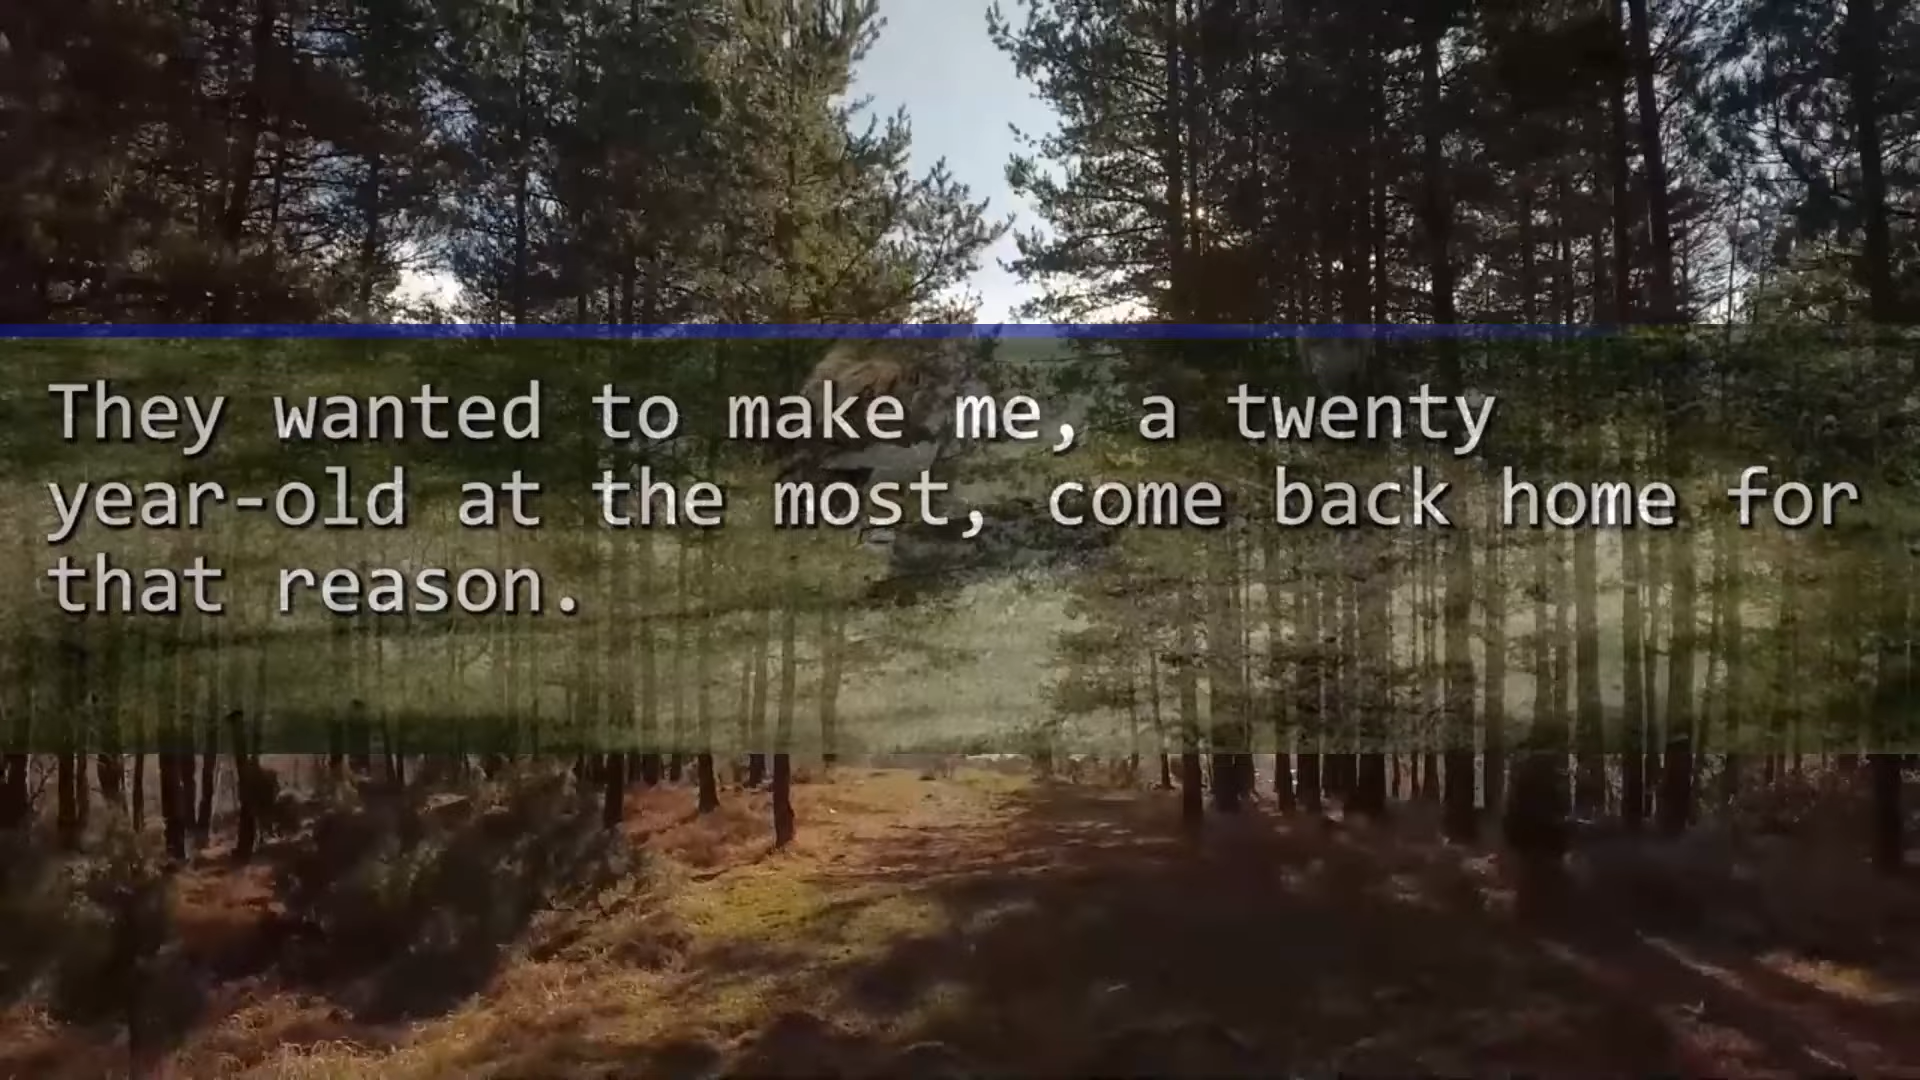 They wanted to make me, a twenty
year-old at the most, come back home for
that reason.